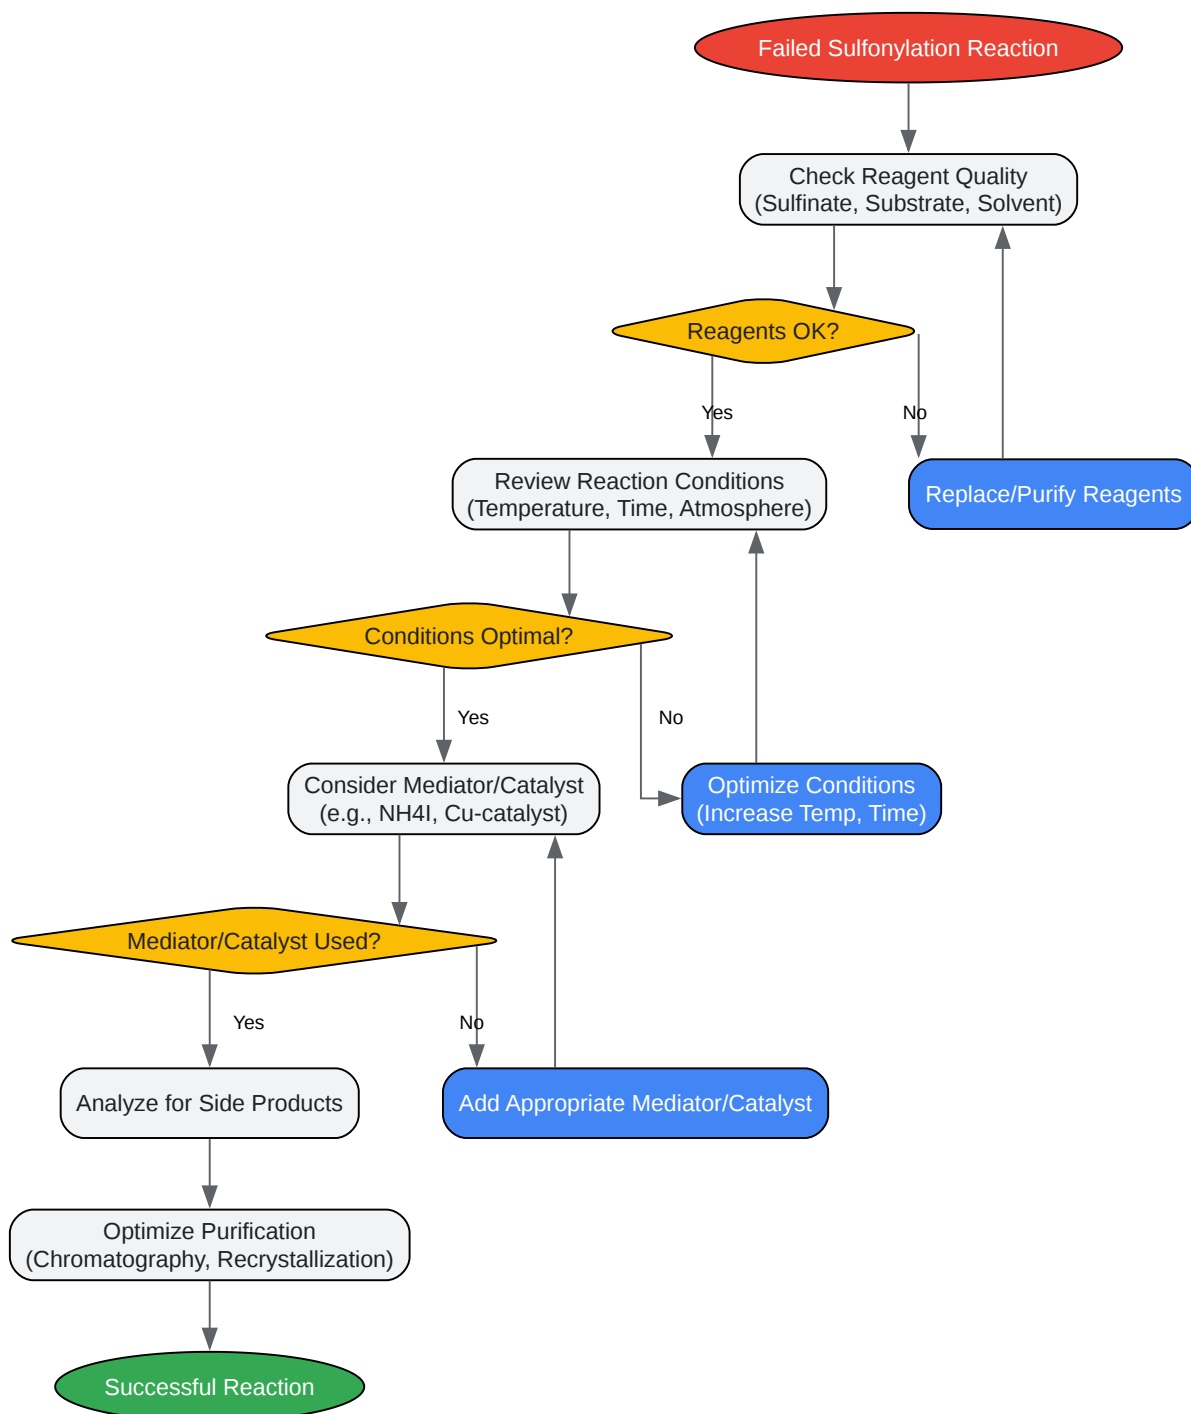 Failed Sulfonylation Reaction
Check Reagent Quality
(Sulfinate, Substrate, Solvent)
Reagents OK?
Yes
No
Review Reaction Conditions
(Temperature, Time, Atmosphere)
Replace/Purify Reagents
Conditions Optimal?
Yes
No
Consider Mediator/Catalyst
(e.g., NH4I, Cu-catalyst)
Optimize Conditions
(Increase Temp, Time)
Mediator/Catalyst Used?
Yes
No
Analyze for Side Products
Add Appropriate Mediator/Catalyst
Optimize Purification
(Chromatography, Recrystallization)
Successful Reaction